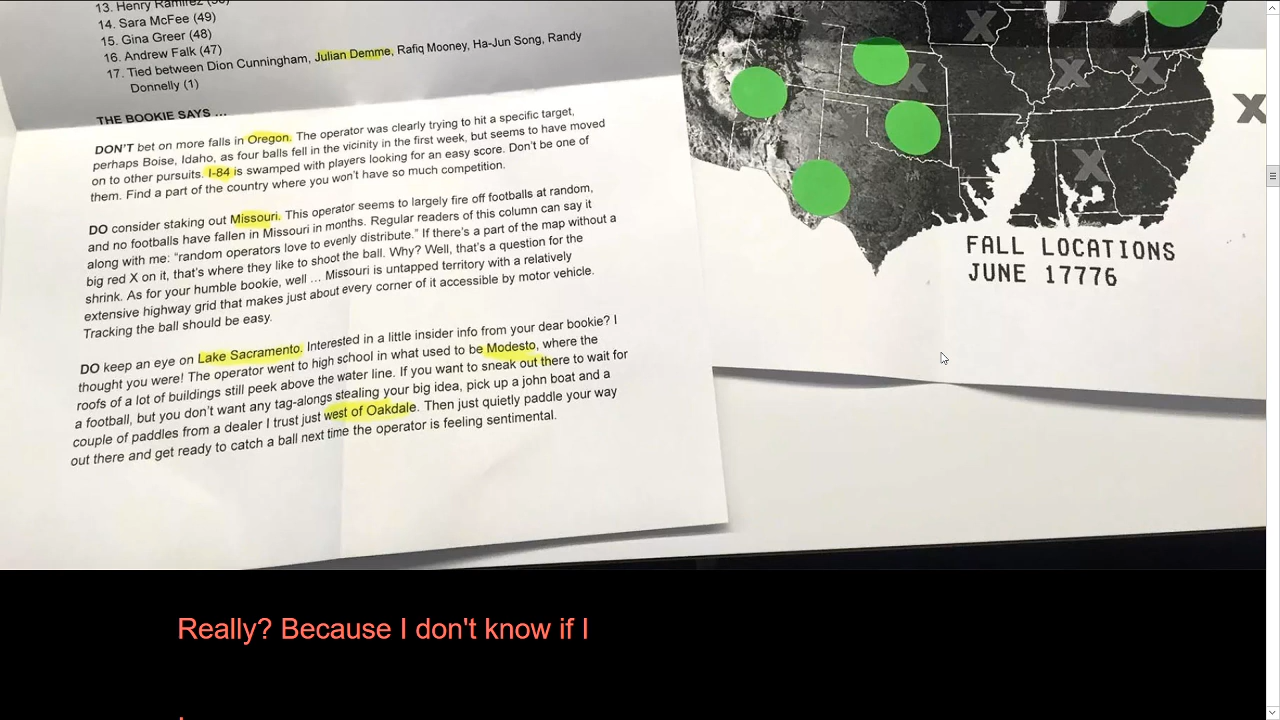 13. Henry Ramirez
14. Sara McFee (49)
15. Gina Greer (48)
16. Andrew Falk (47)
17. Tied between Dion Cunningham, Julian Demme, Rafiq Mooney, Ha-Jun Song, Randy
Donnelly (1)
THE BOOKIE SAYS ...
DON'T bet on more falls in Oregon. The operator was clearly trying to hit a specific target,
perhaps Boise, Idaho, as four balls fell in the vicinity in the first week, but seems to have moved
on to other pursuits. I-84 is swamped with players looking for an easy score. Don't be one of
them. Find a part of the country where you won't have so much competition.
DO consider staking out Missouri. This operator seems to largely fire off footballs at random,
and no footballs have fallen in Missouri in months. Regular readers of this column can say it
along with me: "random operators love to evenly distribute." If there's a part of the map without a
big red X on it, that's where they like to shoot the ball. Why? Well, that's a question for the
shrink. As for your humble bookie, well ... Missouri is untapped territory with a relatively
extensive highway grid that makes just about every corner of it accessible by motor vehicle.
Tracking the ball should be easy.
DO keep an eye on Lake Sacramento. Interested in a little insider info from your dear bookie? I
thought you were! The operator went to high school in what used to be Modesto, where the
roofs of a lot of buildings still peek above the water line. If you want to sneak out there to wait for
a football, but you don't want any tag-alongs stealing your big idea, pick up a john boat and a
couple of paddles from a dealer I trust just west of Oakdale. Then just quietly paddle your way
out there and get ready to catch a ball next time the operator is feeling sentimental.
X
X
X
X
X
X
FALL LOCATIONS
JUNE 17776
Really? Because I don't know if I